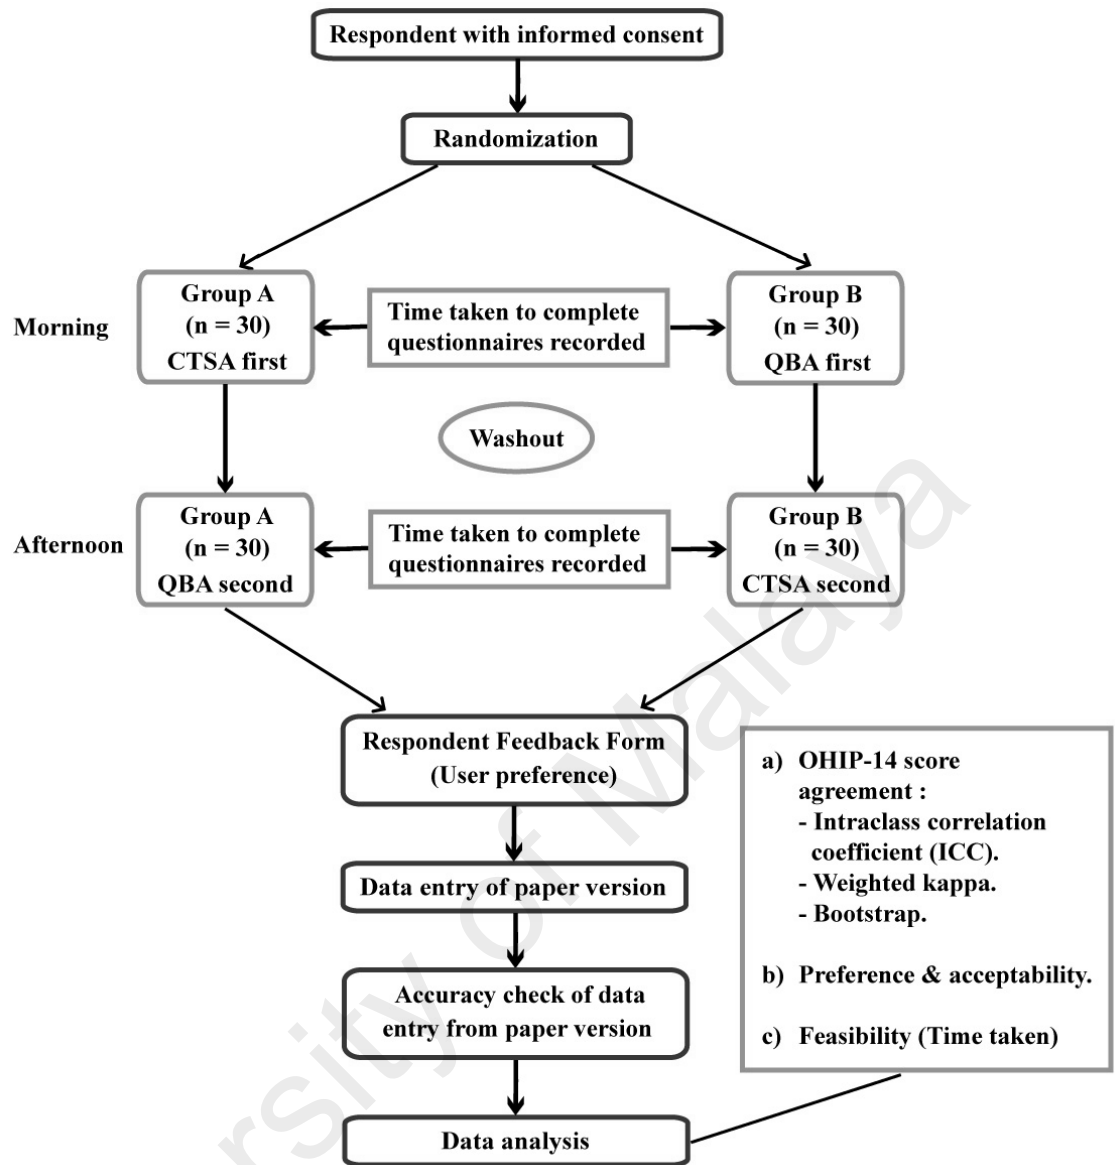 Respondent with informed consent
Randomization
Morning
Group A
(n = 30)
CTSA first
Time taken to complete
questionnaires recorded
Group B
(n = 30)
QBA first
Washout
Afternoon
Group A
(n = 30)
QBA second
Time taken to complete
questionnaires recorded
Group B
(n = 30)
CTSA second
Respondent Feedback Form
(User preference)
Data entry of paper version
Accuracy check of data
entry from paper version
Data analysis
a) OHIP-14 score
agreement :
- Intraclass correlation
coefficient (ICC).
- Weighted kappa.
- Bootstrap.
b) Preference & acceptability.
c) Feasibility (Time taken)
rsity of Malaya